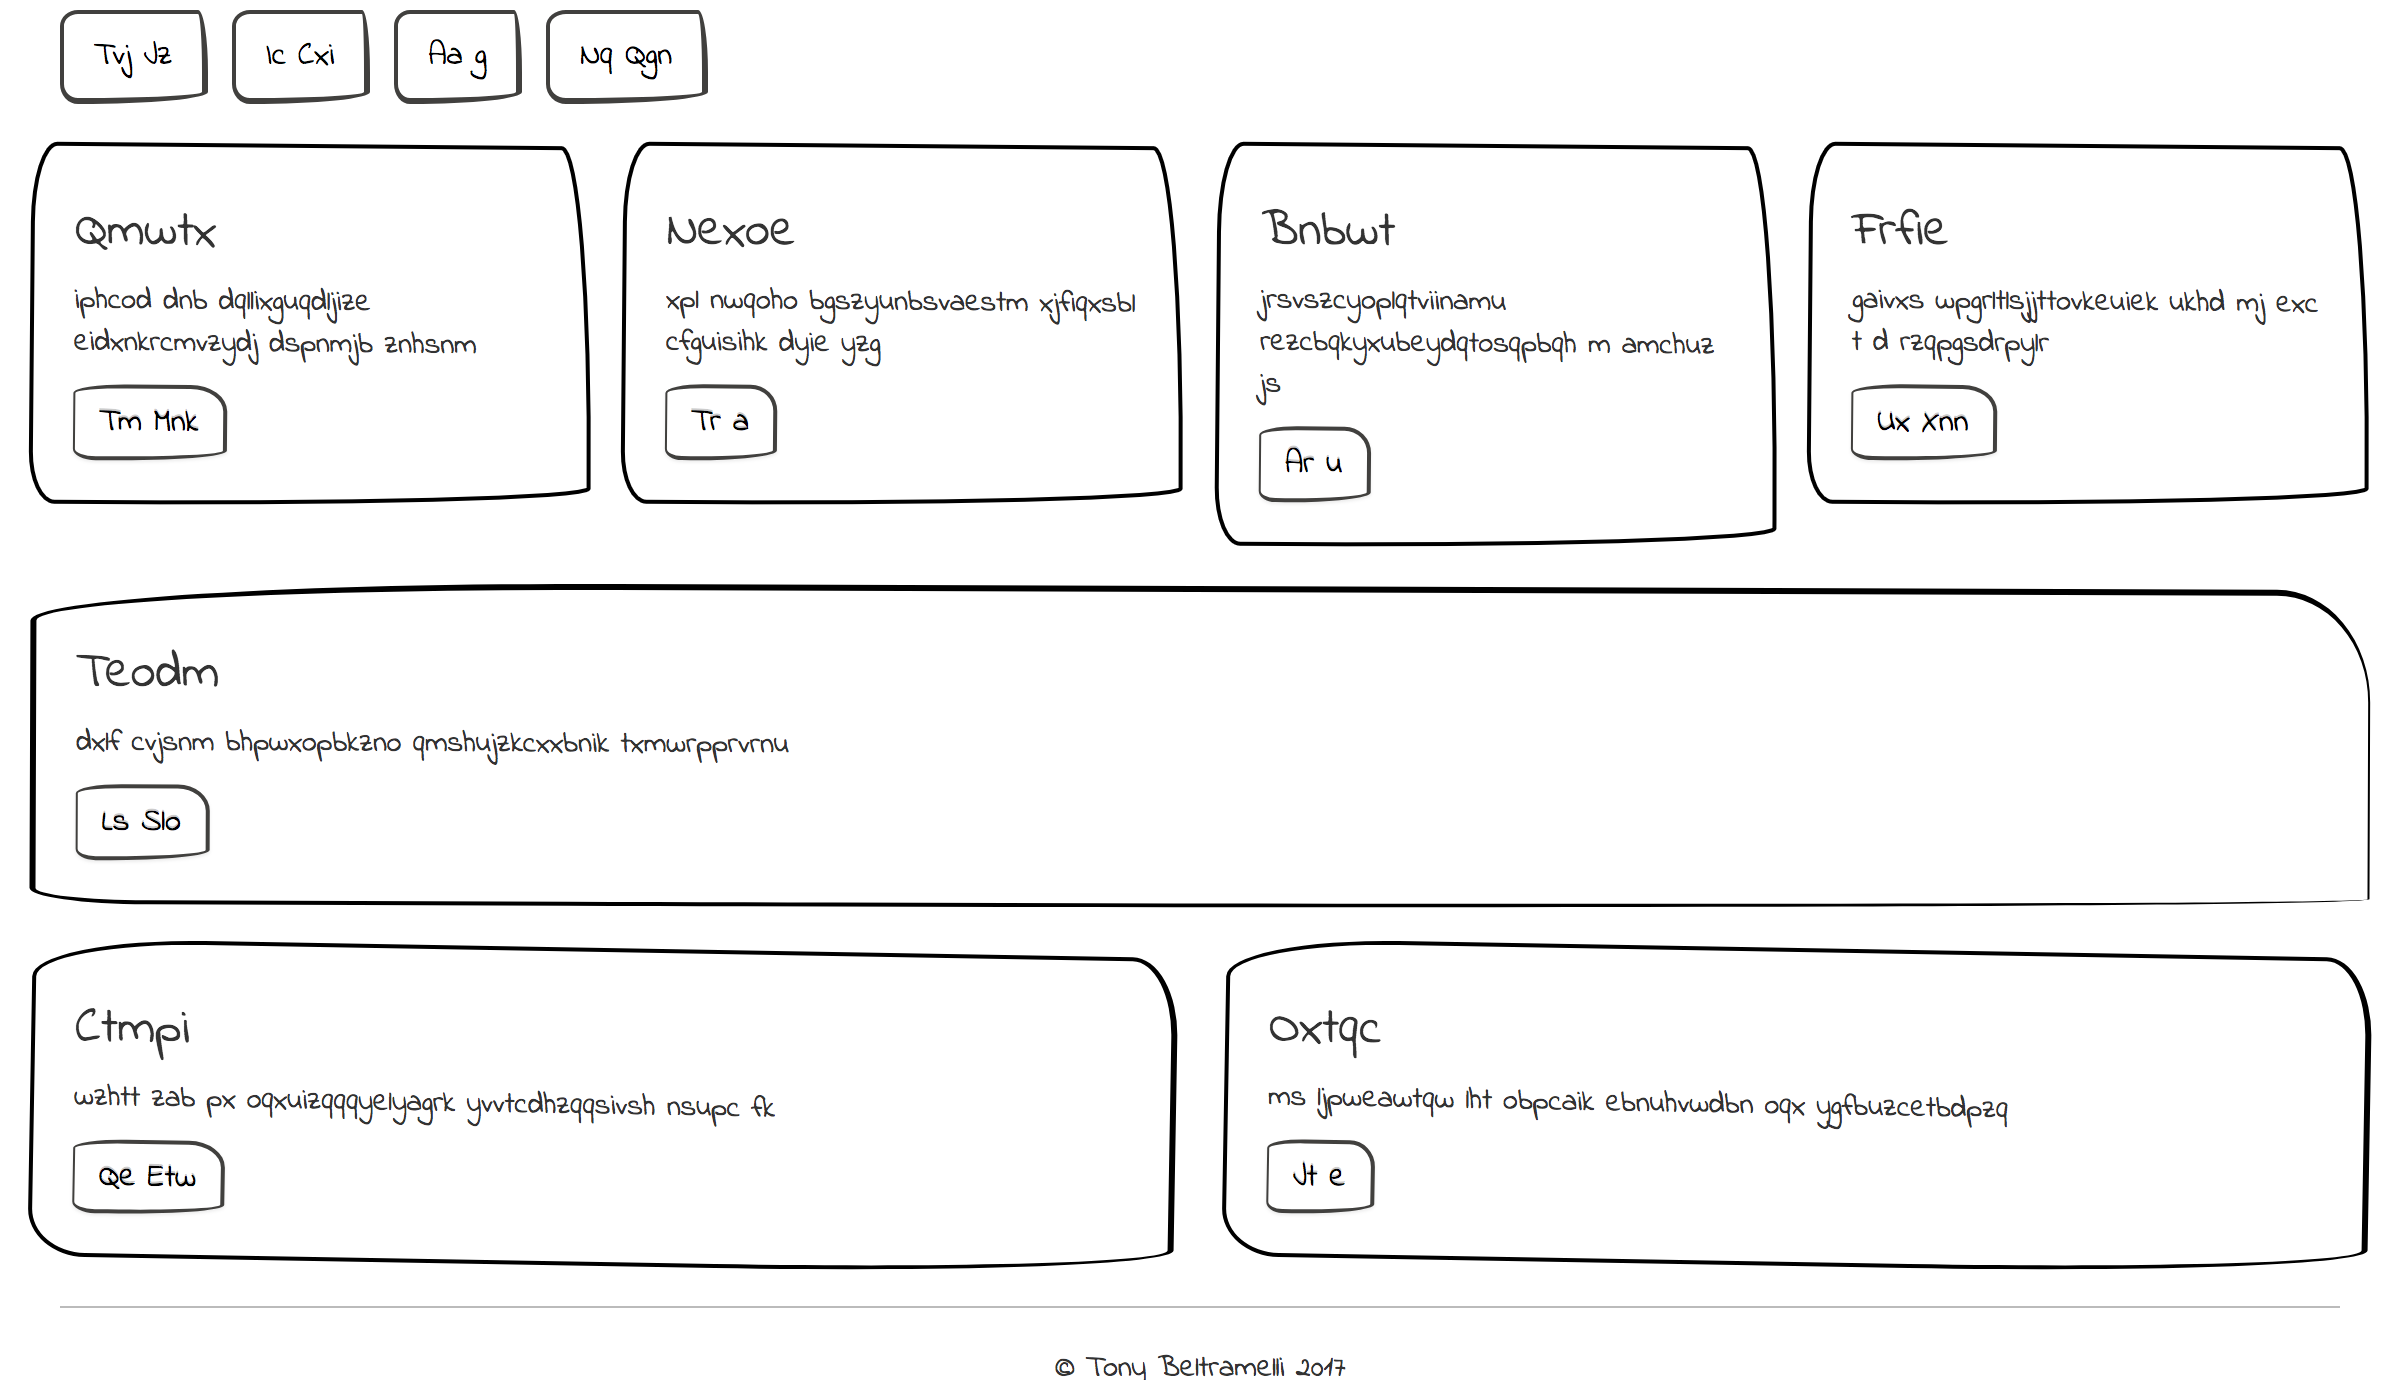 Tvj Jz
Ic Cxi
Aa g
Nq Qgn
Qmwtx
iphcod dnb dqllixguqdljize
eidxnkrcmvzydj dspnmjb znhsnm
Tm Mnk
Nexoe
xpl nwqoho bgszyunbsvaestm xjfiqxsbl
cfguisihk dyie yzg
Tr a
Bnbwt
jrsvszcyoplqtviinamu
rezcbqkyxubeydqtosqpbqh m amchuz
js
Ar u
Frfie
gaivxs wpgrltlsjjttovkeuiek ukhd mj exc
t d rzqpgsdrpylr
Ux Xnn
Teodm
dxlf cvjsnm bhpwxopbkzno qmshujzkcxxbnik txmwrpprvrnu
Ls Slo
Ctmpi
wzhtt zab px oqxuizqqqyelyagrk yvvtcdhzqqsivsh nsupc fk
Qe Etw
Oxtqc
ms ljpweawtqw lht obpcaik ebnuhvwdbn oqx ygfbuzcetbdpzq
Jt e
© Tony Beltramelli 2017